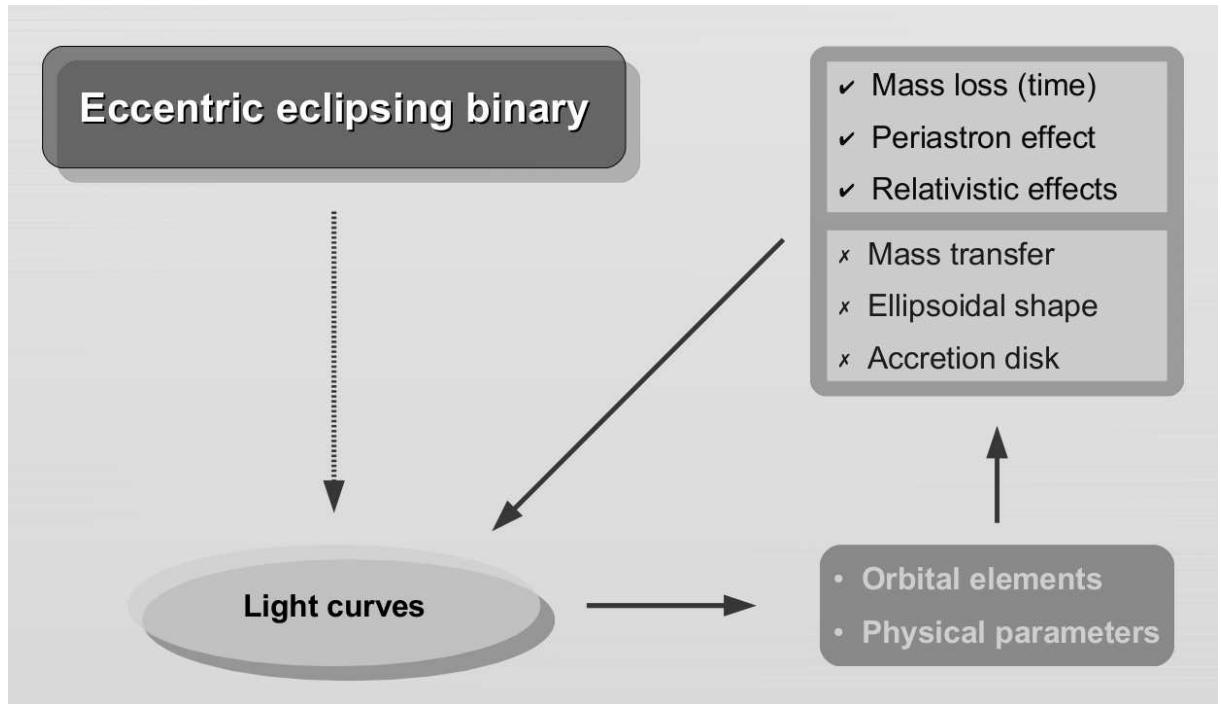 Eccentric eclipsing binary
✔ Mass loss (time)
✔ Periastron effect
✔ Relativistic effects
✗ Mass transfer
✗ Ellipsoidal shape
✗ Accretion disk
Light curves
• Orbital elements
• Physical parameters